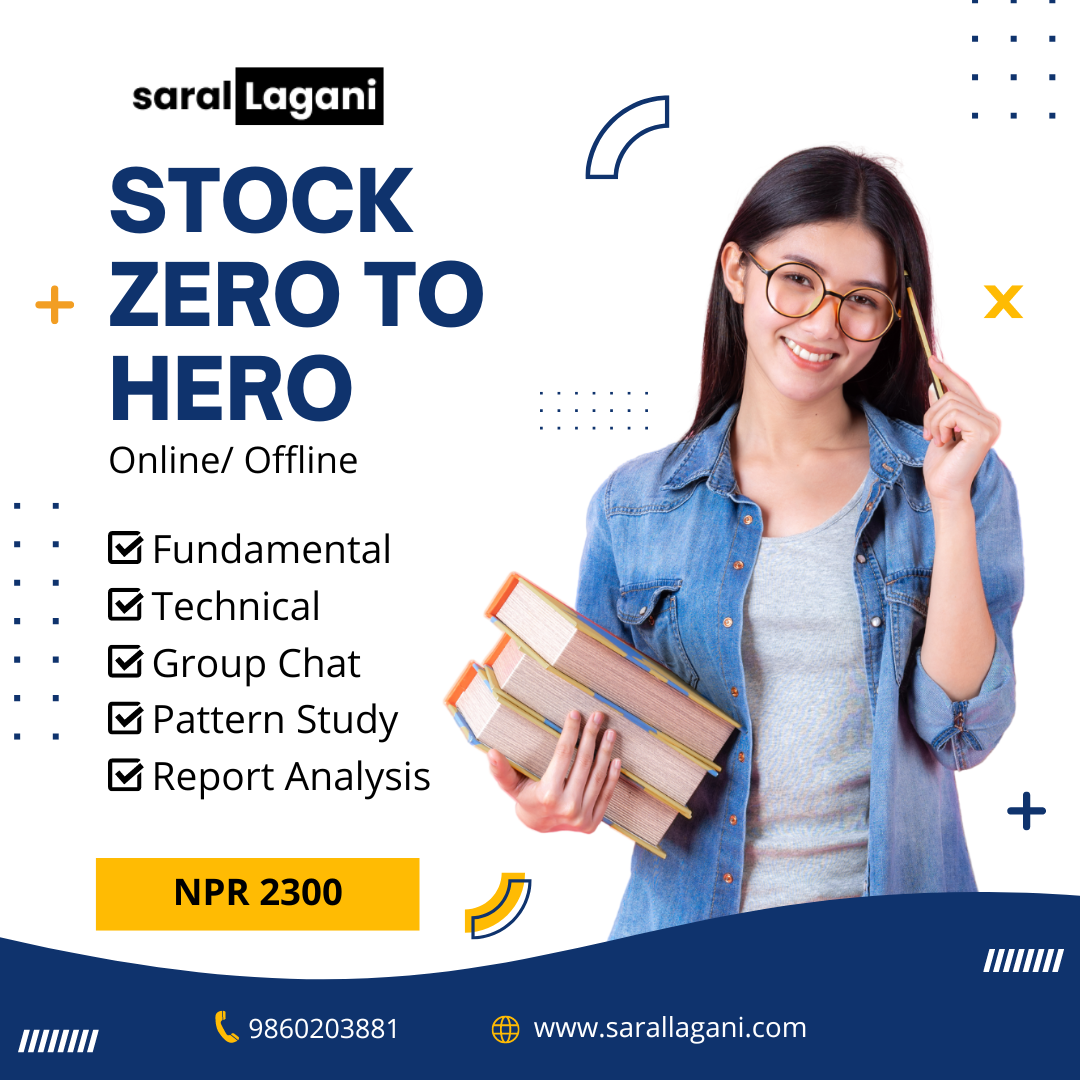 saral Lagani
STOCK
ZERO TO
HERO
Online/ Offline
Fundamental
Technical
Group Chat
Pattern Study
Report Analysis
NPR 2300
9860203881
www.sarallagani.com